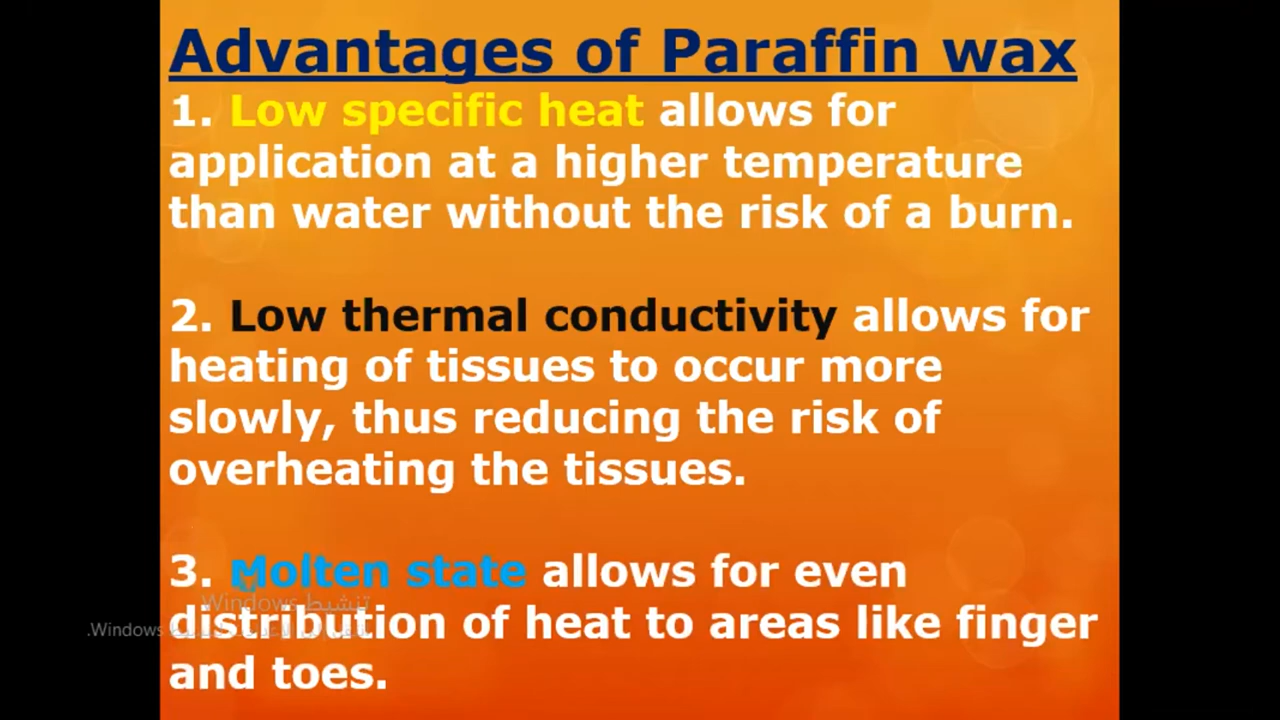 Advantages of Paraffin wax
1. Low specific heat allows for
application at a higher temperature
than water without the risk of a burn.
2. Low thermal conductivity allows for
heating of tissues to occur more
slowly, thus reducing the risk of
overheating the tissues.
3. Molten state allows for even
تنشيط Windows
distribution of heat to areas like finger
Windows.
and toes.